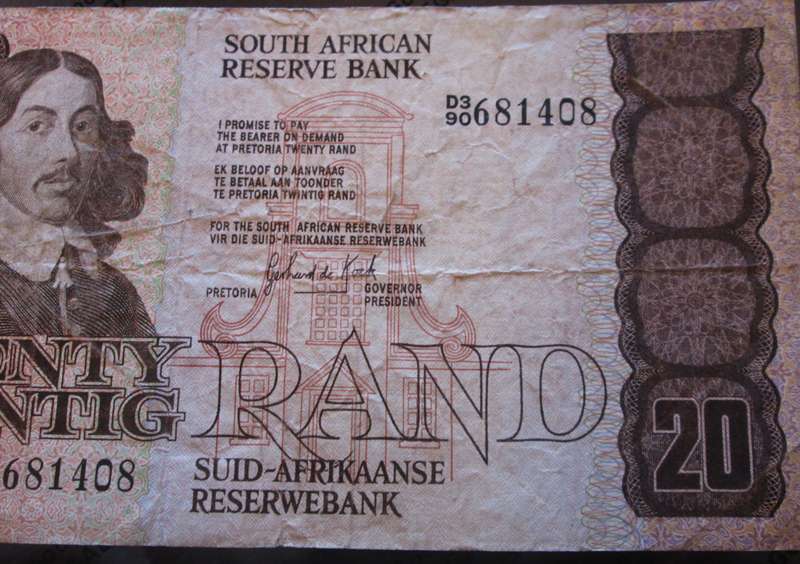 SOUTH AFRICAN
RESERVE BANK
D3
90 681408
I PROMISE TO PAY
THE BEARER ON DEMAND
AT PRETORIA TWENTY RAND
EK BELOOF OP AANVRAAG
TE BETAAL AAN TOONDER
TE PRETORIA TWINTIG RAND
FOR THE SOUTH AFRICAN RESERVE BANK
VIR DIE SUID-AFRIKAANSE RESERWEBANK
Gerhard de Kock
PRETORIA
GOVERNOR
PRESIDENT
ENTY
NTIG
RAND
681408
SUID-AFRIKAANSE
RESERWEBANK
20